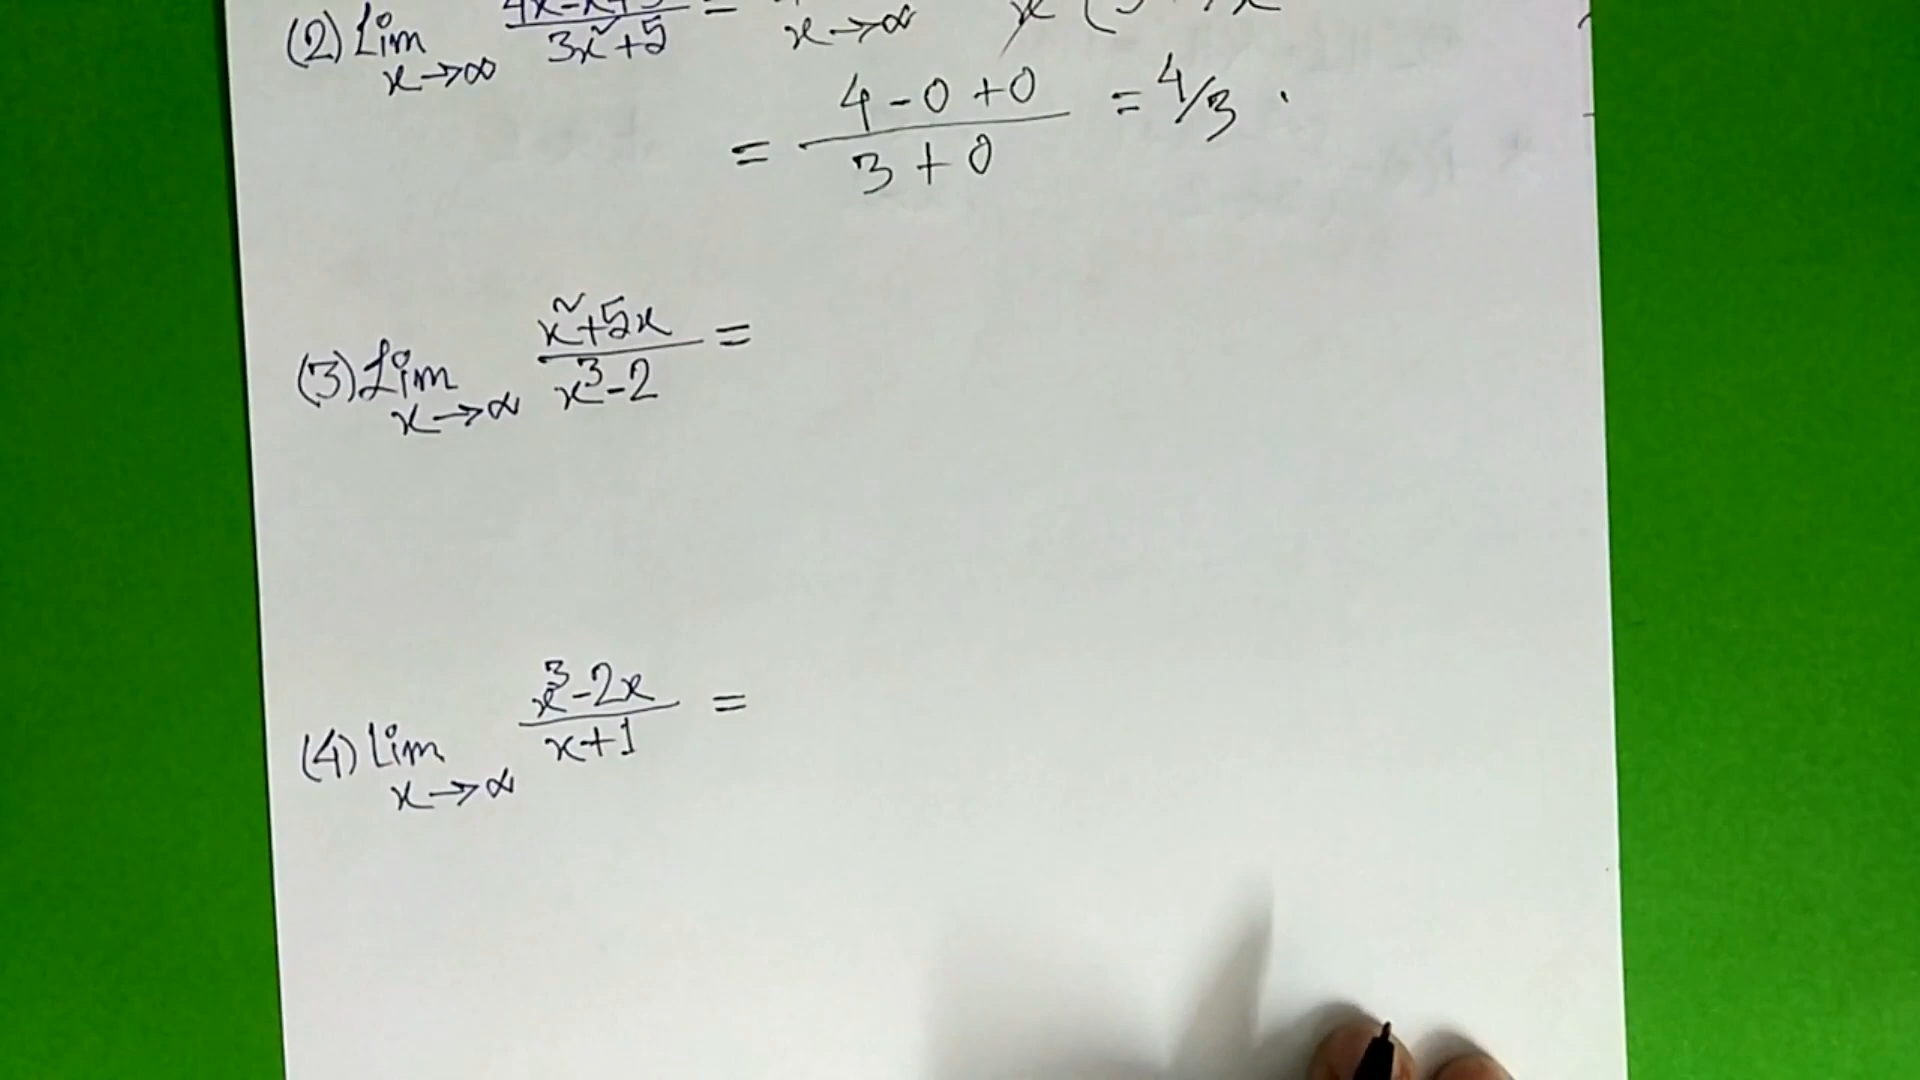 (2) Lim x→∞ 3x²+5 = x→∞
= (4-0+0)/(3+0) = 4/3 .
(3) Lim x→∞ (x²+5x)/(x³-2) =
(4) Lim x→∞ (x³-2x)/(x+1) =